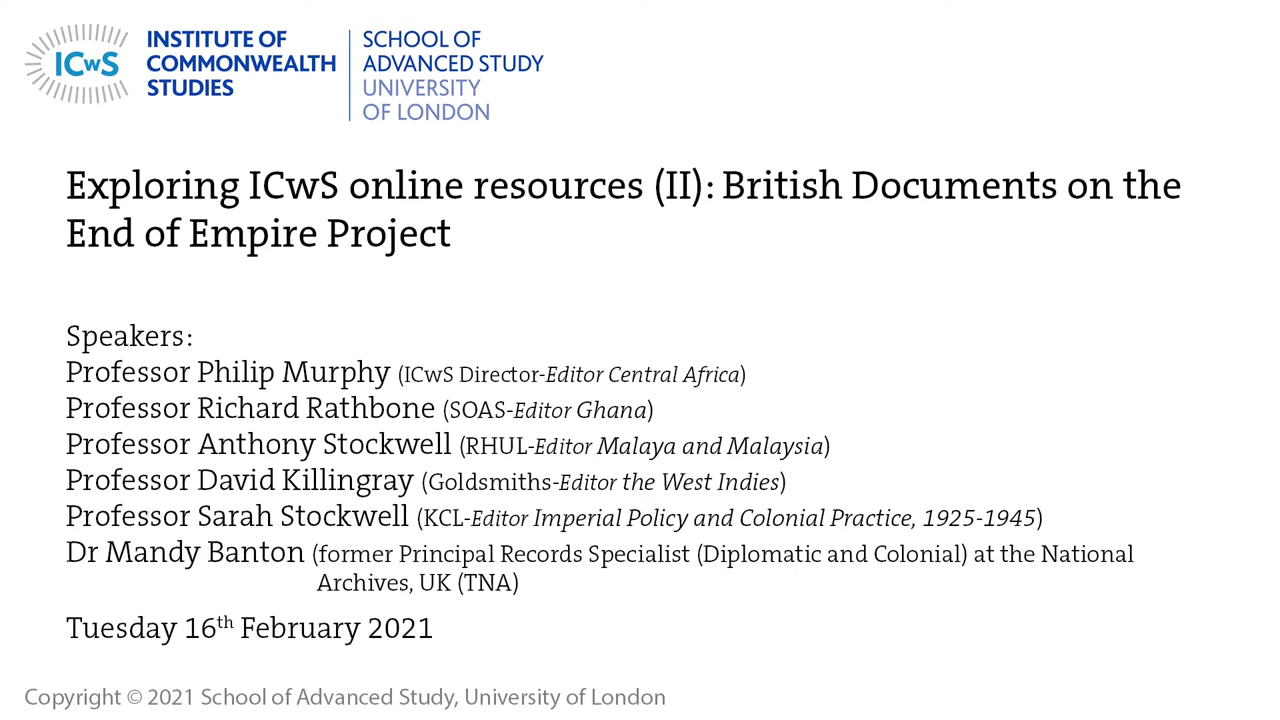 ICwS
INSTITUTE OF
COMMONWEALTH
STUDIES
SCHOOL OF
ADVANCED STUDY
UNIVERSITY
OF LONDON
Exploring ICwS online resources (II): British Documents on the
End of Empire Project
Speakers:
Professor Philip Murphy (ICwS Director-Editor Central Africa)
Professor Richard Rathbone (SOAS-Editor Ghana)
Professor Anthony Stockwell (RHUL-Editor Malaya and Malaysia)
Professor David Killingray (Goldsmiths-Editor the West Indies)
Professor Sarah Stockwell (KCL-Editor Imperial Policy and Colonial Practice, 1925-1945)
Dr Mandy Banton (former Principal Records Specialist (Diplomatic and Colonial) at the National
Archives, UK (TNA)
Tuesday 16th February 2021
Copyright © 2021 School of Advanced Study, University of London